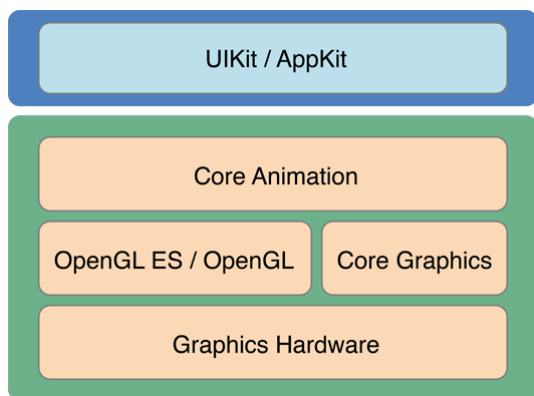 UIKit / AppKit
Core Animation
OpenGL ES / OpenGL
Core Graphics
Graphics Hardware